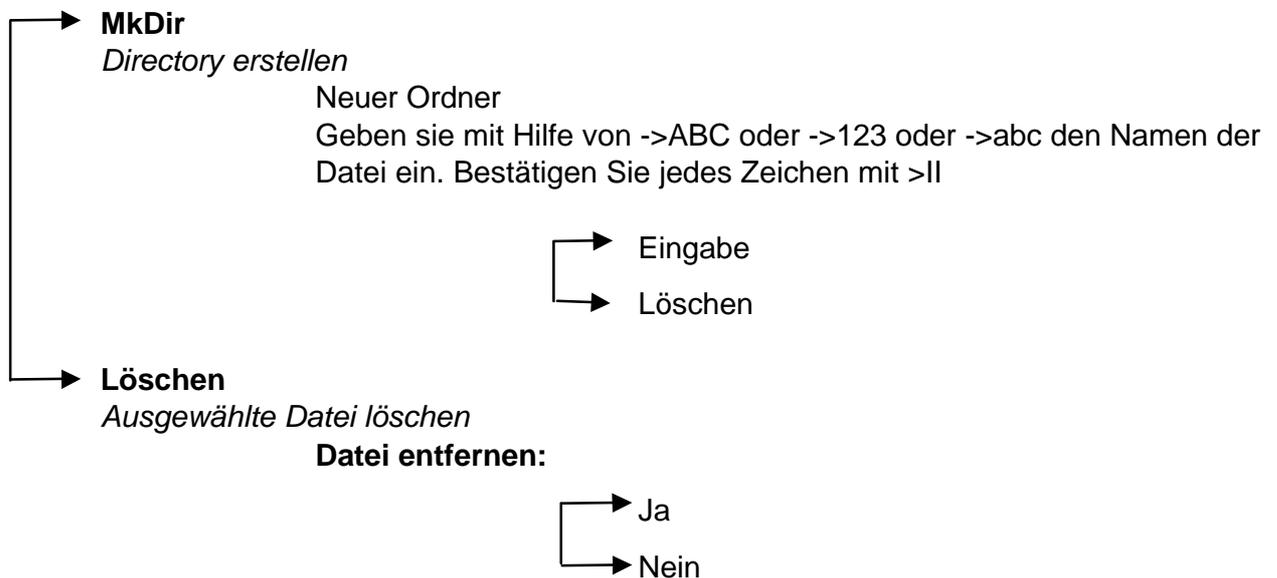 MkDir
Directory erstellen
Neuer Ordner
Geben sie mit Hilfe von ->ABC oder ->123 oder ->abc den Namen der
Datei ein. Bestätigen Sie jedes Zeichen mit >II
Eingabe
Löschen
Löschen
Ausgewählte Datei löschen
Datei entfernen:
Ja
Nein